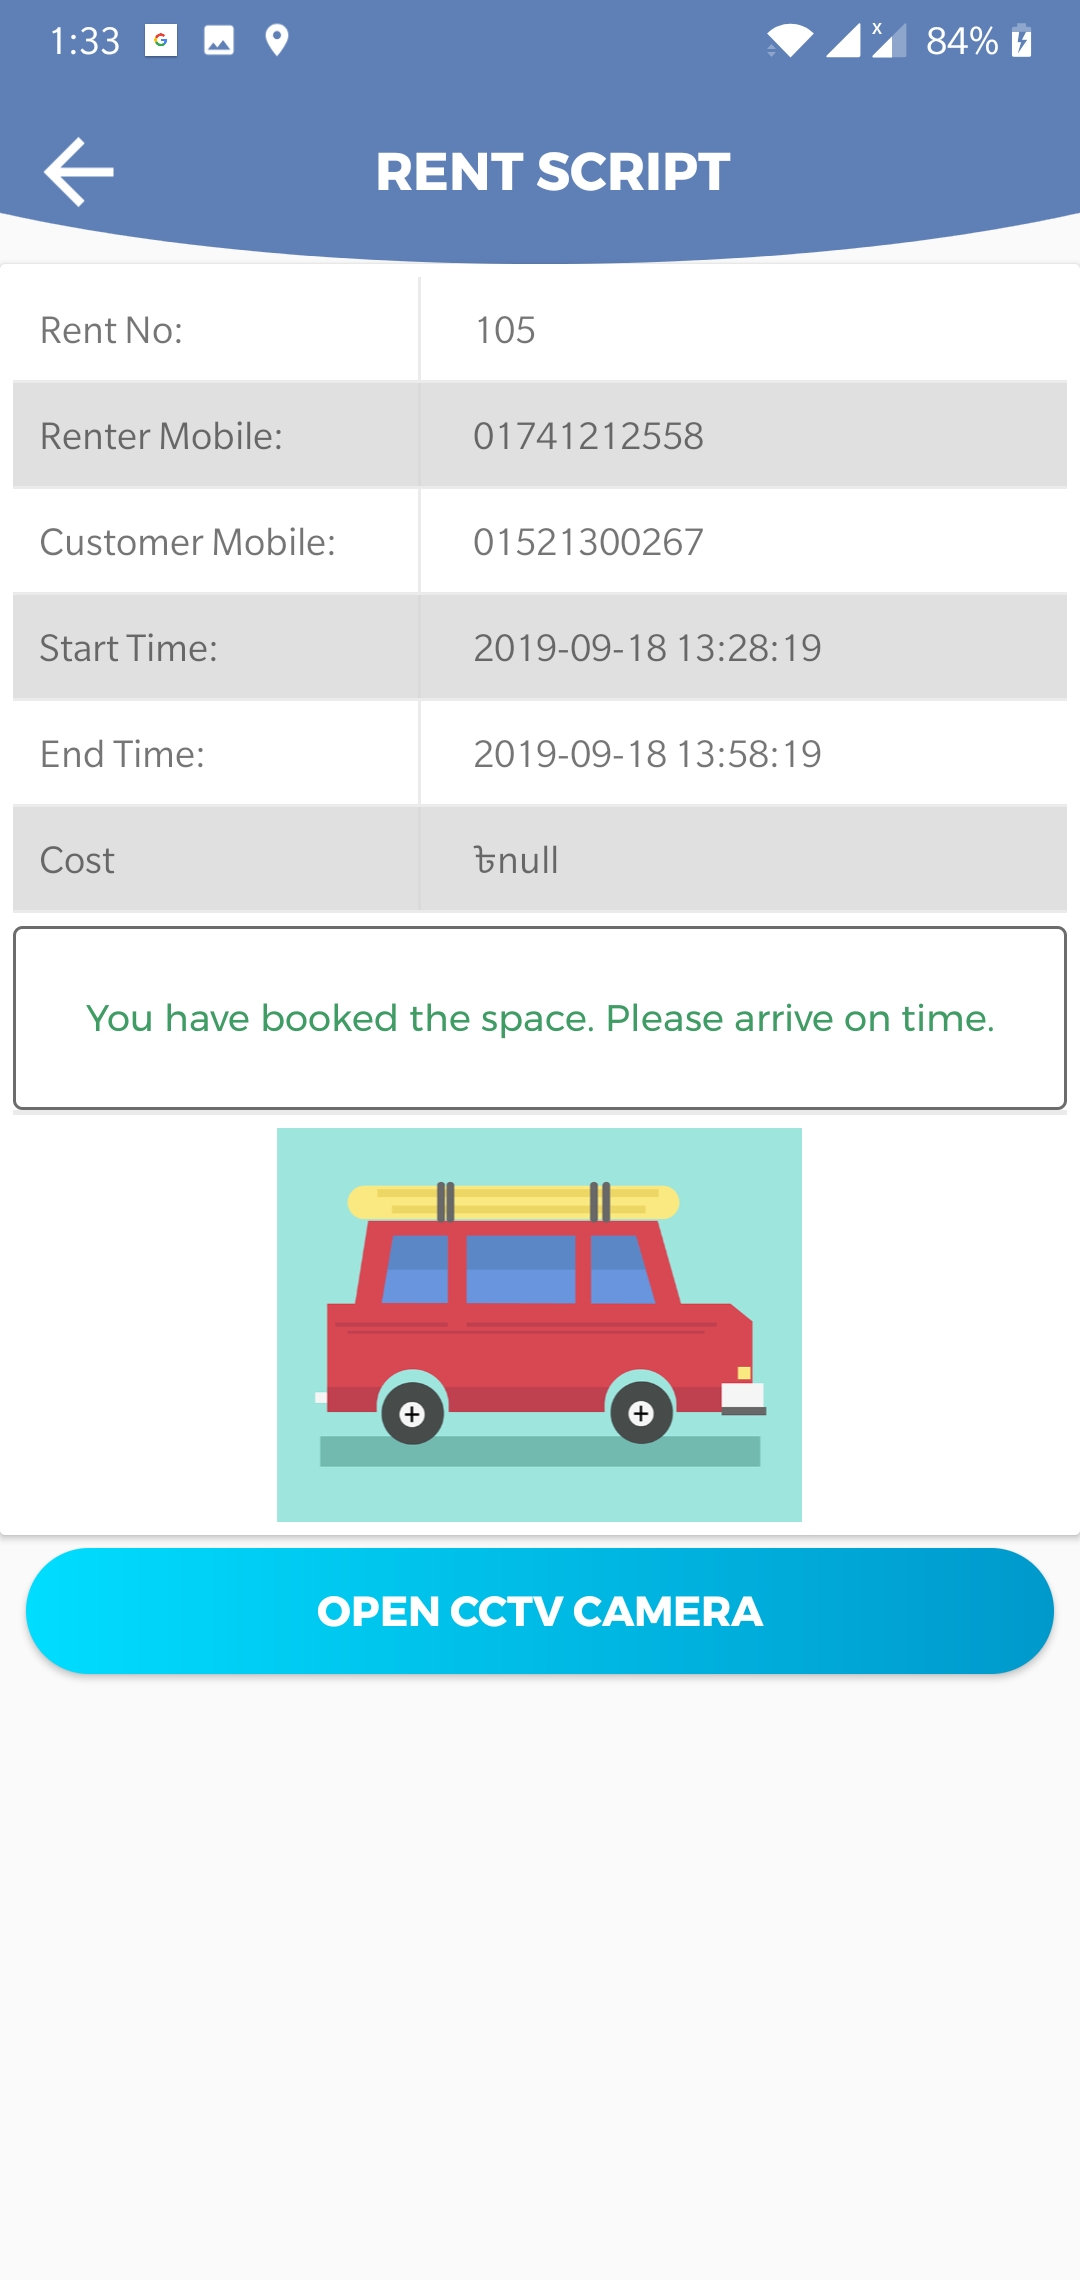 1:33 G x 84%
RENT SCRIPT
Rent No: 105
Renter Mobile: 01741212558
Customer Mobile: 01521300267
Start Time: 2019-09-18 13:28:19
End Time: 2019-09-18 13:58:19
Cost ৳null
You have booked the space. Please arrive on time.
OPEN CCTV CAMERA